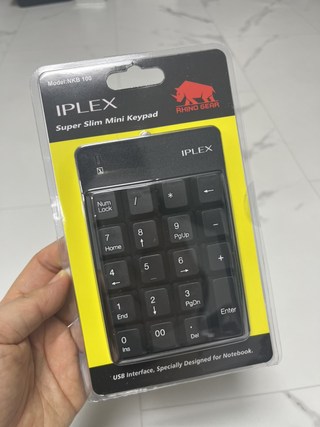 Model:NKB 100
IPLEX
Super Slim Mini Keypad
RHINO GEAR
IPLEX
Num Lock
/
*
←
7 Home
8 ↑
9 PgUp
−
4 ←
5
6 →
+
1 End
2 ↓
3 PgDn
Enter
0 Ins
00
. Del
USB Interface, Specially Designed for Notebook.